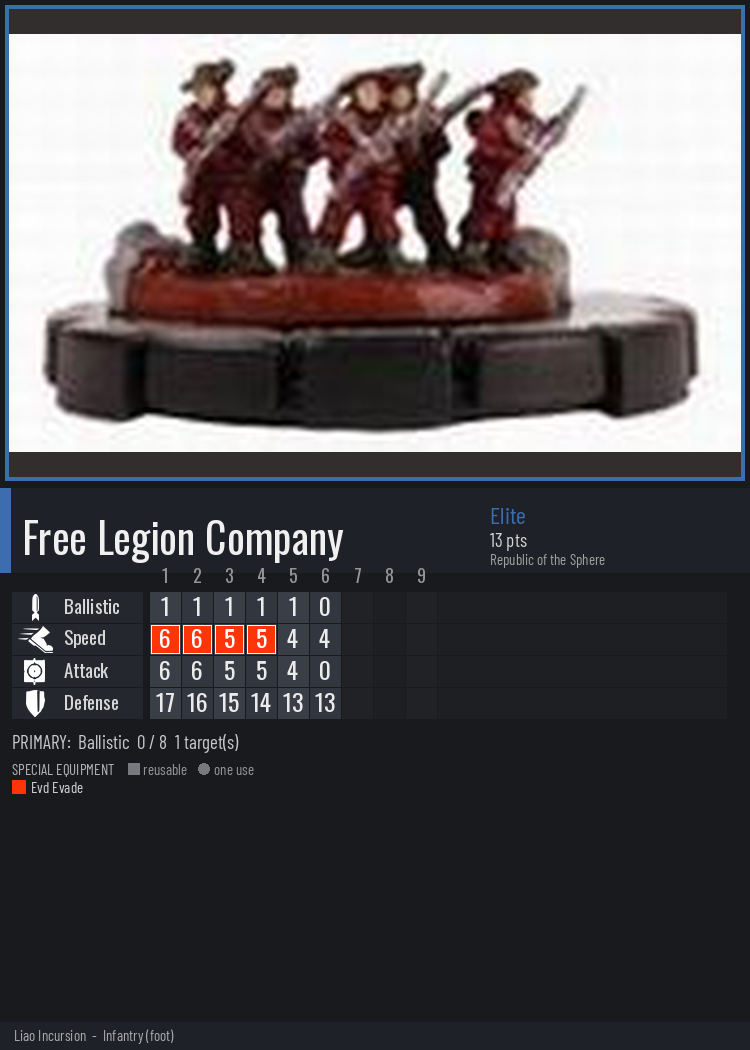 Free Legion Company
Elite
13 pts
Republic of the Sphere
1 2 3 4 5 6 7 8 9
Ballistic 1 1 1 1 1 0
Speed 6 6 5 5 4 4
Attack 6 6 5 5 4 0
Defense 17 16 15 14 13 13
PRIMARY: Ballistic 0 / 8 1 target(s)
SPECIAL EQUIPMENT reusable one use
Evd Evade
Liao Incursion - Infantry (foot)